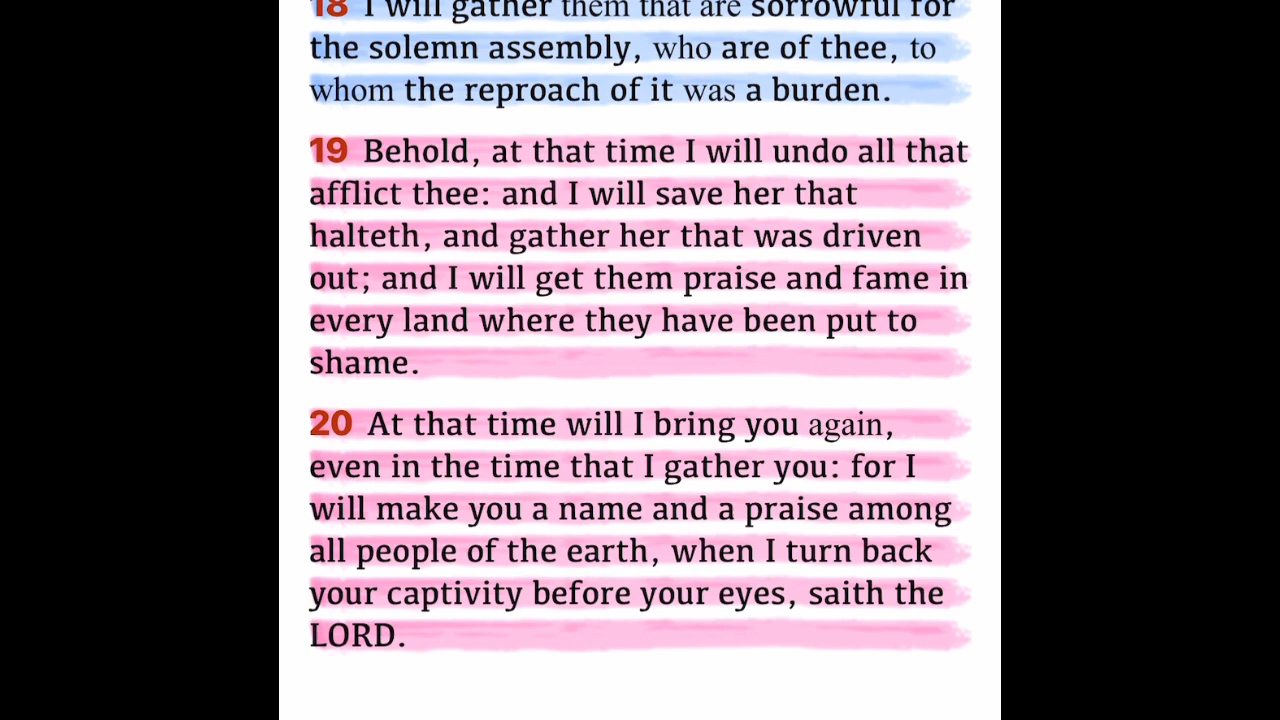 18 I will gather them that are sorrowful for
the solemn assembly, who are of thee, to
whom the reproach of it was a burden.
19 Behold, at that time I will undo all that
afflict thee: and I will save her that
halteth, and gather her that was driven
out; and I will get them praise and fame in
every land where they have been put to
shame.
20 At that time will I bring you again,
even in the time that I gather you: for I
will make you a name and a praise among
all people of the earth, when I turn back
your captivity before your eyes, saith the
LORD.